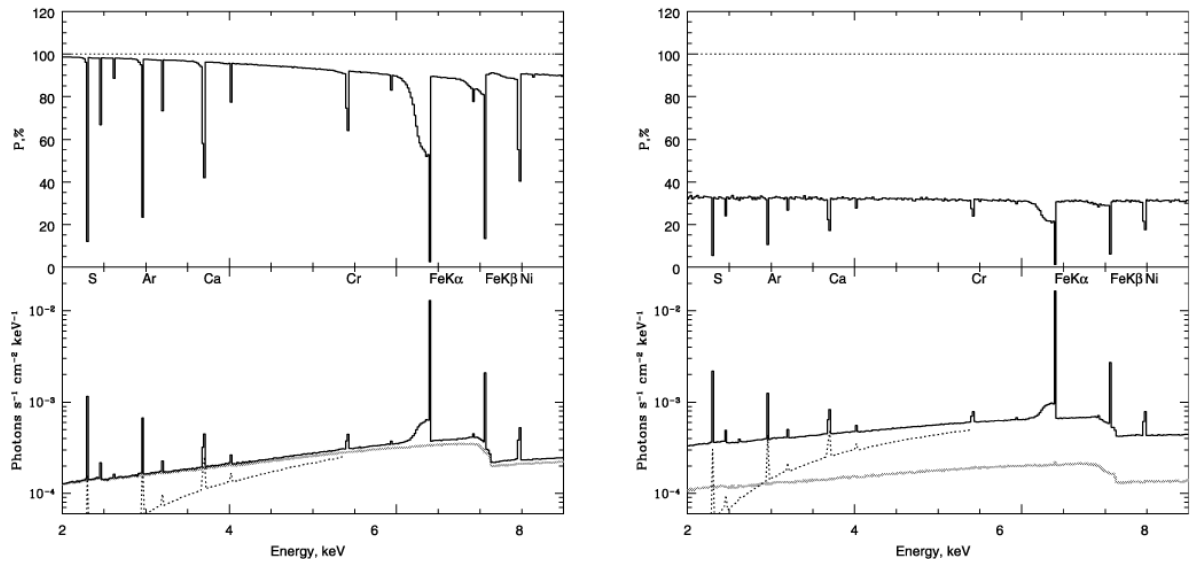 120
100
80
60
40
20
0
P,%
S Ar Ca Cr FeKα FeKβ Ni
10⁻²
10⁻³
10⁻⁴
Photons s⁻¹ cm⁻² keV⁻¹
2 4 6 8
Energy, keV
120
100
80
60
40
20
0
P,%
S Ar Ca Cr FeKα FeKβ Ni
10⁻²
10⁻³
10⁻⁴
Photons s⁻¹ cm⁻² keV⁻¹
2 4 6 8
Energy, keV